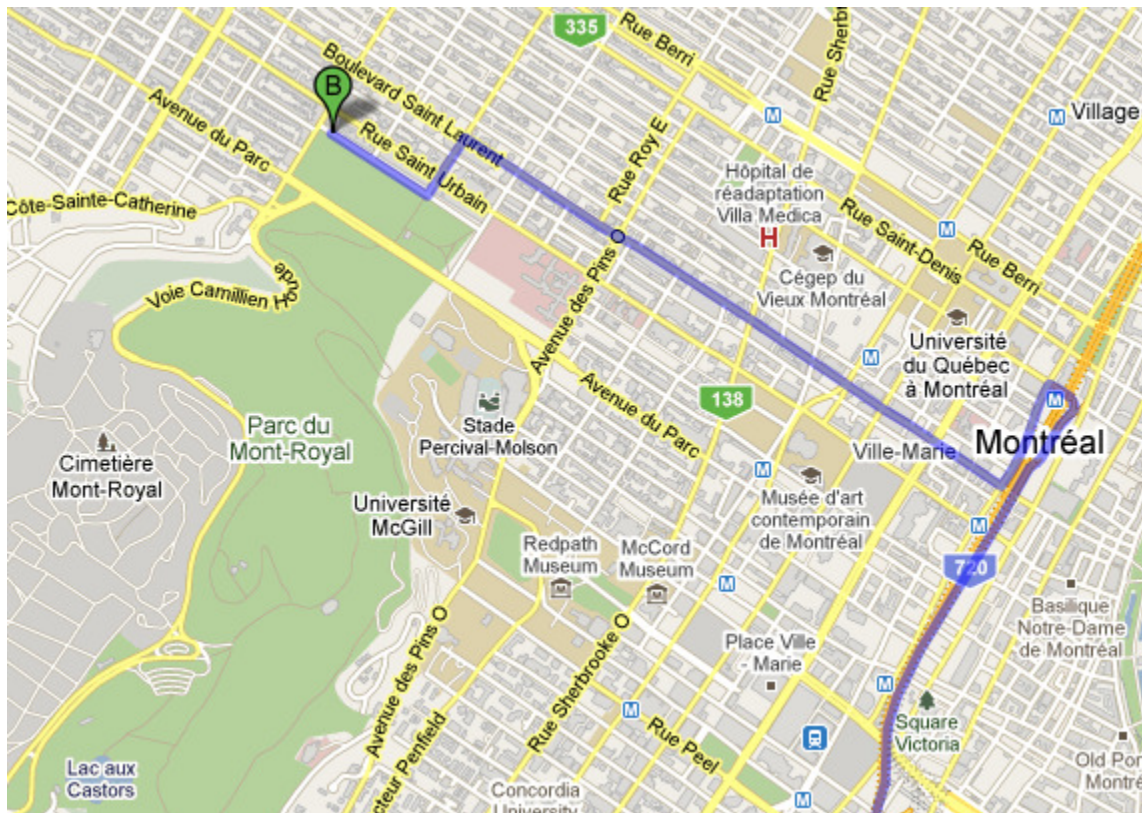 335
Rue Berri
Rue Sherb
Boulevard Saint Laurent
B
M
Village
M
Avenue du Parc
Rue Saint Urbain
Rue Roy E
Hôpital de
réadaptation
Villa Medica
H
Côte-Sainte-Catherine
Rue Saint-Denis
M
Rue Berri
Cégep du
Vieux Montréal
Voie Camillien Houde
Avenue des Pins O
Université
du Québec
à Montréal
M
Avenue du Parc
138
M
Stade
Percival-Molson
Parc du
Mont-Royal
Ville-Marie
Montréal
Cimetière
Mont-Royal
M
Musée d'art
contemporain
de Montréal
Université
McGill
M
Redpath
Museum
McCord
Museum
720
M
Basilique
Notre-Dame
de Montréal
Avenue des Pins O
Rue Sherbrooke O
Place Ville
- Marie
M
Square
Victoria
M
Rue Peel
cteur Penfield
Old Por
Montré
Lac aux
Castors
Concordia
University
M